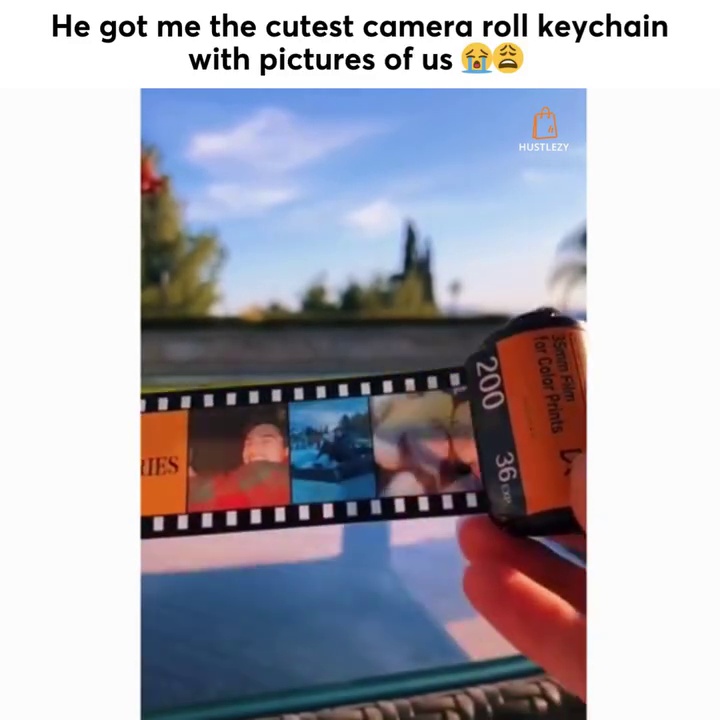 He got me the cutest camera roll keychain
with pictures of us 😭😩
HUSTLEZY
200
35mm Film
for Color Prints
36 EXP
RIES